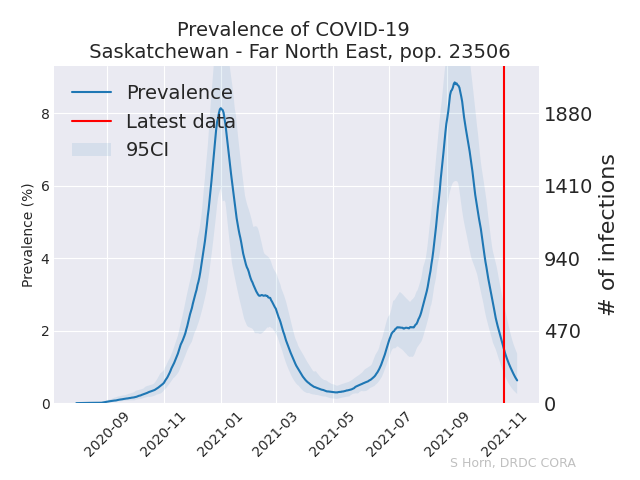 Prevalence of COVID-19
Saskatchewan - Far North East, pop. 23506
Prevalence
Latest data
95CI
Prevalence (%)
8
6
4
2
0
1880
1410
940
470
0
# of infections
2020-09
2020-11
2021-01
2021-03
2021-05
2021-07
2021-09
2021-11
S Horn, DRDC CORA